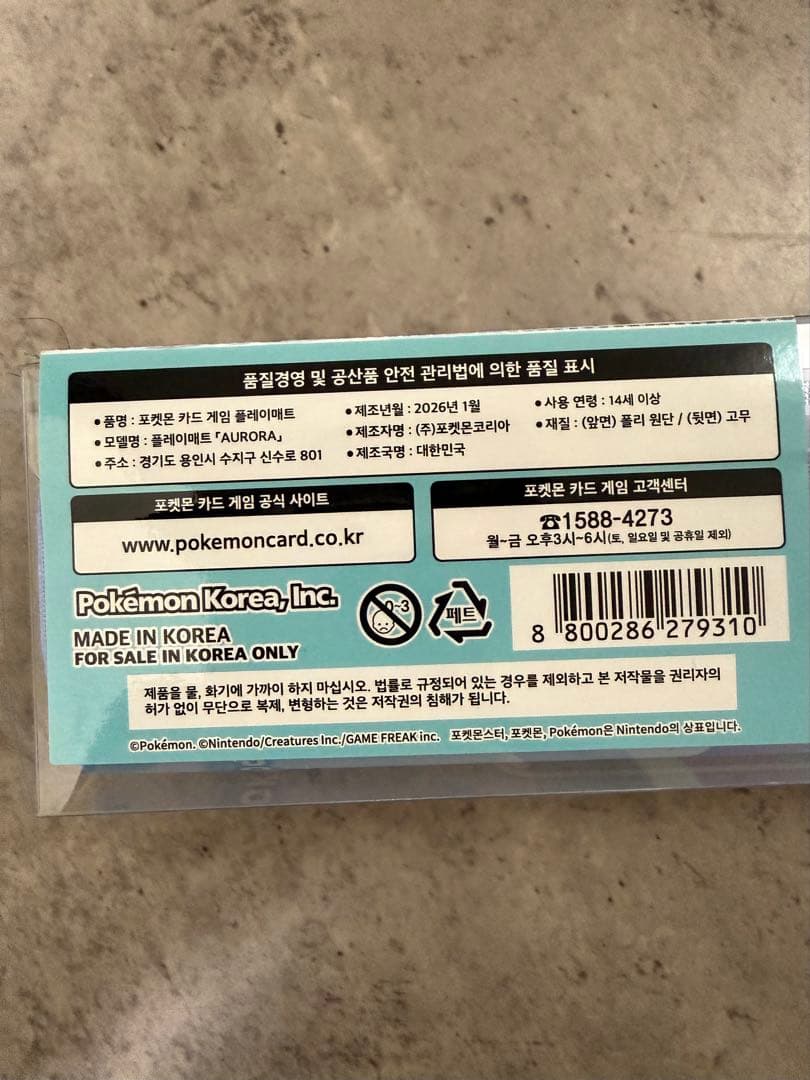 품질경영 및 공산품 안전 관리법에 의한 품질 표시
• 품명 : 포켓몬 카드 게임 플레이매트
• 모델명 : 플레이매트 「AURORA」
• 주소 : 경기도 용인시 수지구 신수로 801
• 제조년월 : 2026년 1월
• 제조자명 : (주)포켓몬코리아
• 제조국명 : 대한민국
• 사용 연령 : 14세 이상
• 재질 : (앞면) 폴리 원단 / (뒷면) 고무
포켓몬 카드 게임 공식 사이트
www.pokemoncard.co.kr
포켓몬 카드 게임 고객센터
☎1588-4273
월~금 오후3시~6시(토, 일요일 및 공휴일 제외)
Pokémon Korea, Inc.
MADE IN KOREA
FOR SALE IN KOREA ONLY
0-3
페트
8 800286 279310
제품을 물, 화기에 가까이 하지 마십시오. 법률로 규정되어 있는 경우를 제외하고 본 저작물을 권리자의
허가 없이 무단으로 복제, 변형하는 것은 저작권의 침해가 됩니다.
©Pokémon. ©Nintendo/Creatures Inc./GAME FREAK inc. 포켓몬스터, 포켓몬, Pokémon은 Nintendo의 상표입니다.